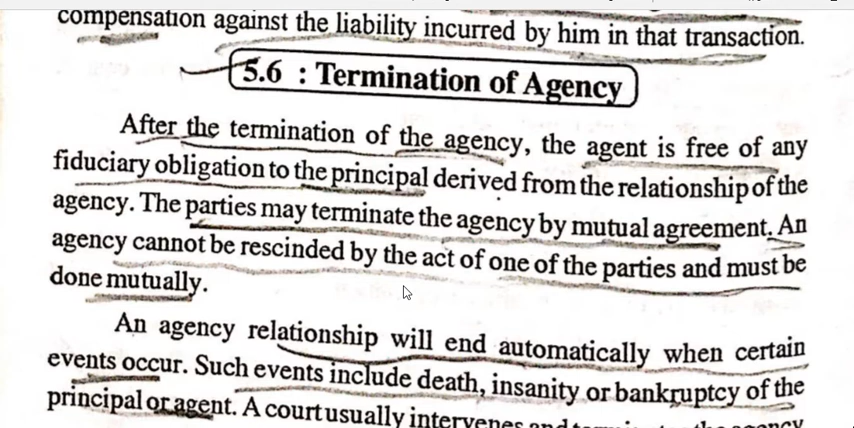 compensation against the liability incurred by him in that transaction.
5.6 : Termination of Agency
After the termination of the agency, the agent is free of any
fiduciary obligation to the principal derived from the relationship of the
agency. The parties may terminate the agency by mutual agreement. An
agency cannot be rescinded by the act of one of the parties and must be
done mutually.
An agency relationship will end automatically when certain
events occur. Such events include death, insanity or bankruptcy of the
principal or agent. A court usually intervenes and the agency